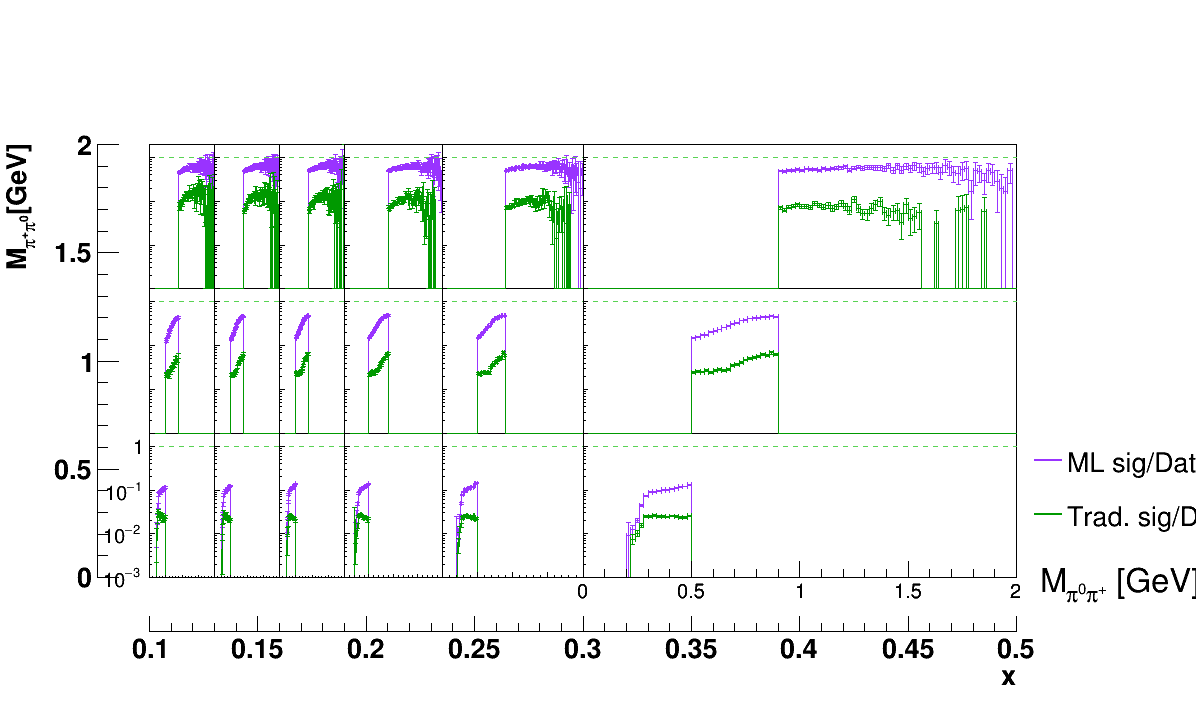 M_{π⁺π⁰}[GeV]
2
1.5
1
0.5
0
1
10⁻¹
10⁻²
10⁻³
0 0.5 1 1.5 2
M_{π⁰π⁺} [GeV]
ML sig/Dat
Trad. sig/D
0.1 0.15 0.2 0.25 0.3 0.35 0.4 0.45 0.5
x